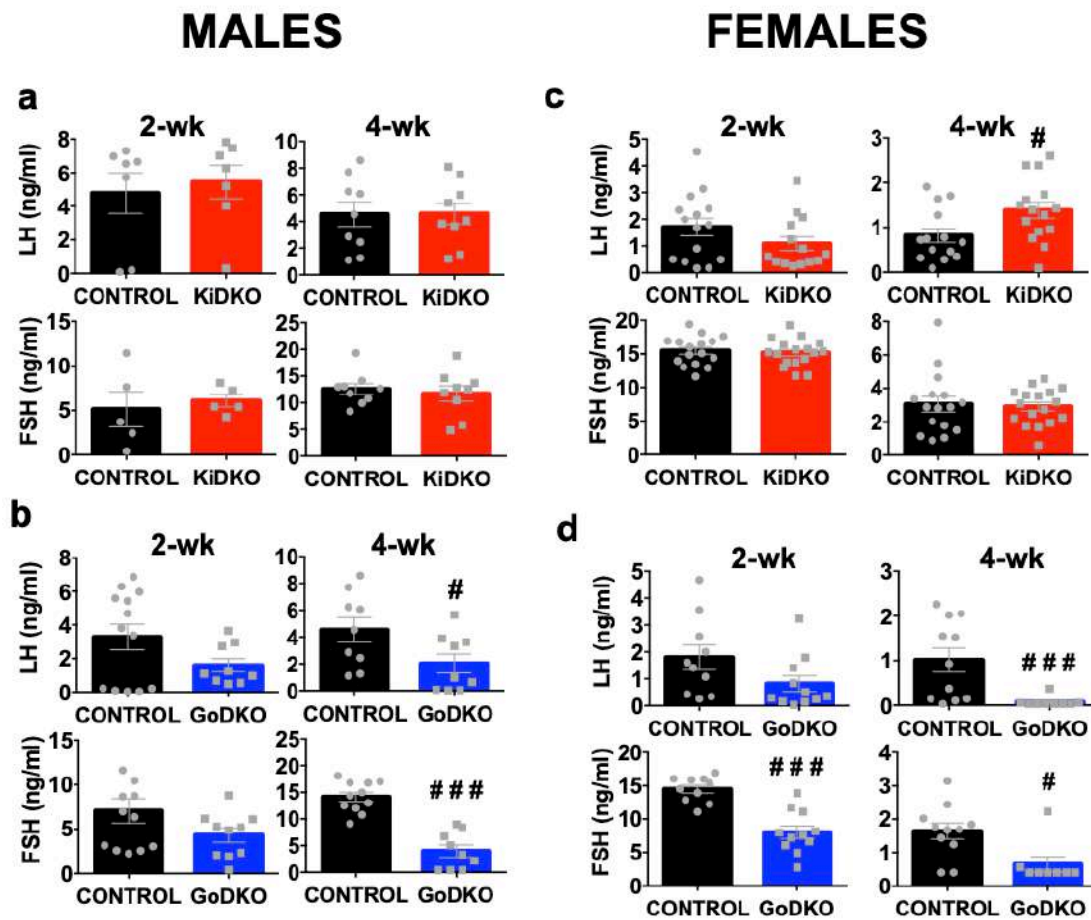 MALES
FEMALES
a
2-wk
4-wk
LH (ng/ml)
8
6
4
2
0
CONTROL KiDKO
10
8
6
4
2
0
CONTROL KiDKO
FSH (ng/ml)
15
10
5
0
CONTROL KiDKO
25
20
15
10
5
0
CONTROL KiDKO
c
2-wk
4-wk
LH (ng/ml)
5
4
3
2
1
0
CONTROL KiDKO
#
3
2
1
0
CONTROL KiDKO
FSH (ng/ml)
20
15
10
5
0
CONTROL KiDKO
8
6
4
2
0
CONTROL KiDKO
b
2-wk
4-wk
LH (ng/ml)
8
6
4
2
0
CONTROL GoDKO
#
10
8
6
4
2
0
CONTROL GoDKO
FSH (ng/ml)
15
10
5
0
CONTROL GoDKO
# # #
25
20
15
10
5
0
CONTROL GoDKO
d
2-wk
4-wk
LH (ng/ml)
5
4
3
2
1
0
CONTROL GoDKO
# # #
3
2
1
0
CONTROL GoDKO
FSH (ng/ml)
# # #
20
15
10
5
0
CONTROL GoDKO
#
4
3
2
1
0
CONTROL GoDKO